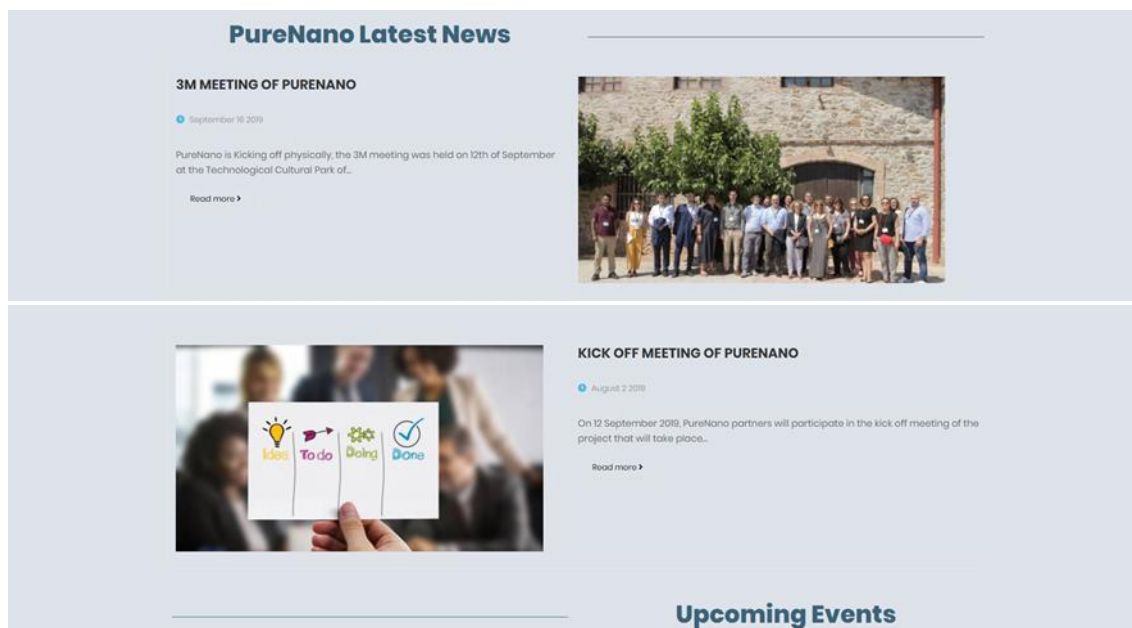 PureNano Latest News
3M MEETING OF PURENANO
September 16 2019
PureNano is Kicking off physically, the 3M meeting was held on 12th of September
at the Technological Cultural Park of...
Read more >
KICK OFF MEETING OF PURENANO
August 2 2019
On 12 September 2019, PureNano partners will participate in the kick off meeting of the
project that will take place...
Read more >
Idea To do Doing Done
Upcoming Events